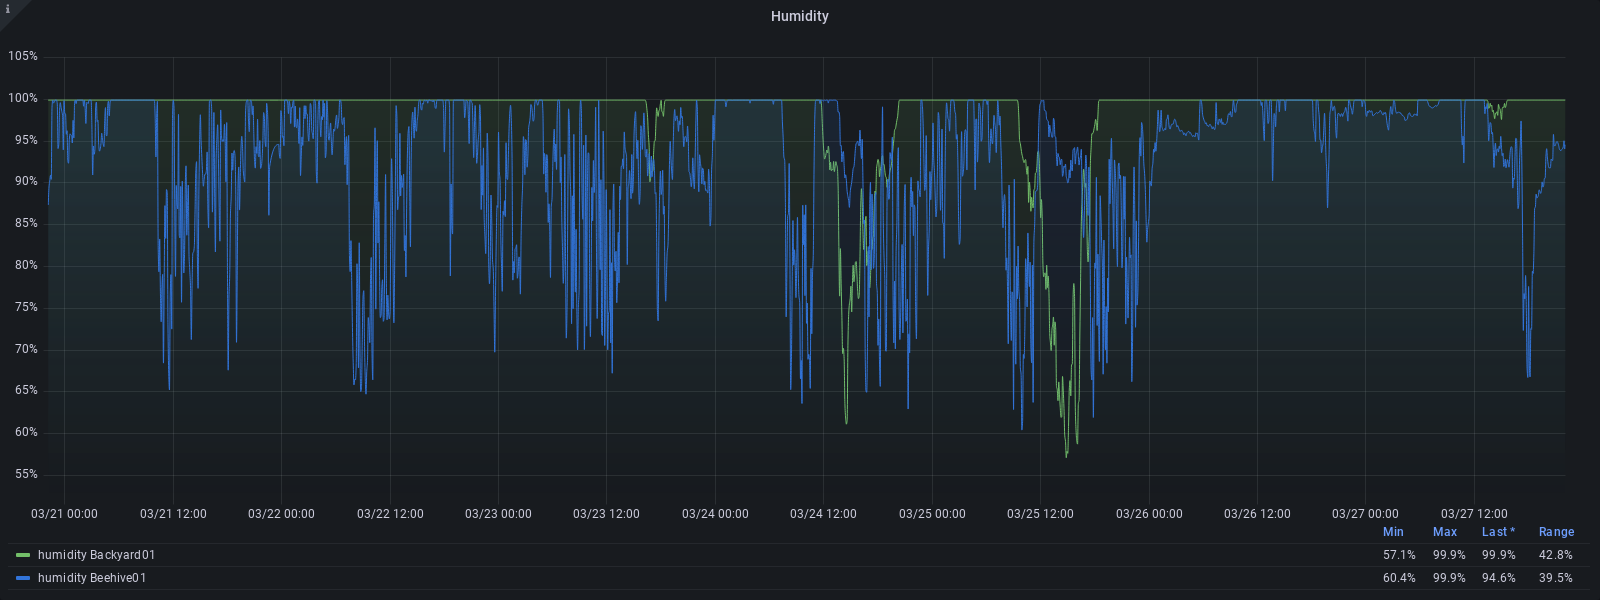 i
Humidity
105%
100%
95%
90%
85%
80%
75%
70%
65%
60%
55%
03/21 00:00 03/21 12:00 03/22 00:00 03/22 12:00 03/23 00:00 03/23 12:00 03/24 00:00 03/24 12:00 03/25 00:00 03/25 12:00 03/26 00:00 03/26 12:00 03/27 00:00 03/27 12:00
Min Max Last * Range
humidity Backyard01 57.1% 99.9% 99.9% 42.8%
humidity Beehive01 60.4% 99.9% 94.6% 39.5%